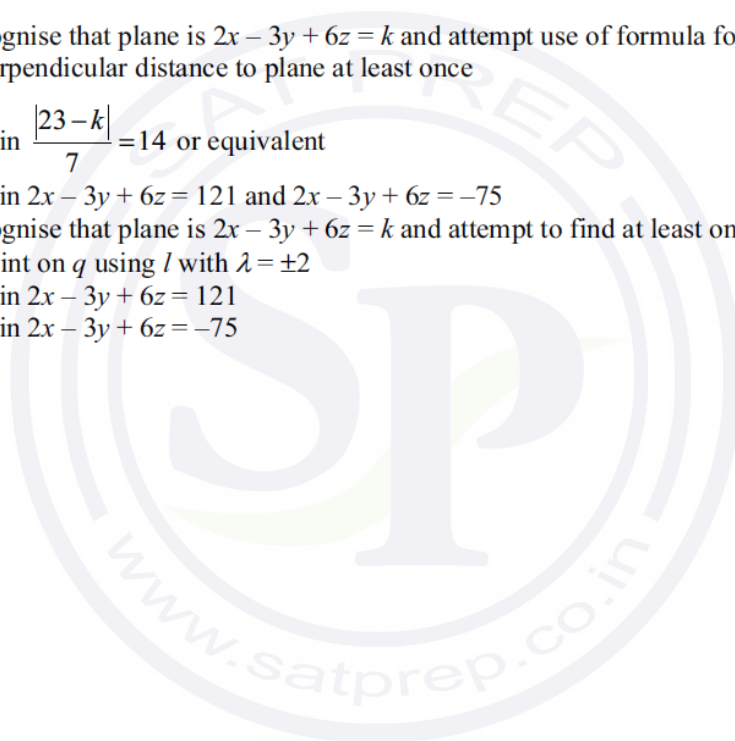 gnise that plane is 2x – 3y + 6z = k and attempt use of formula fo
rpendicular distance to plane at least once
in |23 – k| / 7 = 14 or equivalent
in 2x – 3y + 6z = 121 and 2x – 3y + 6z = –75
gnise that plane is 2x – 3y + 6z = k and attempt to find at least on
int on q using l with λ = ±2
in 2x – 3y + 6z = 121
in 2x – 3y + 6z = –75
SAT PREP
SP
www.satprep.co.in